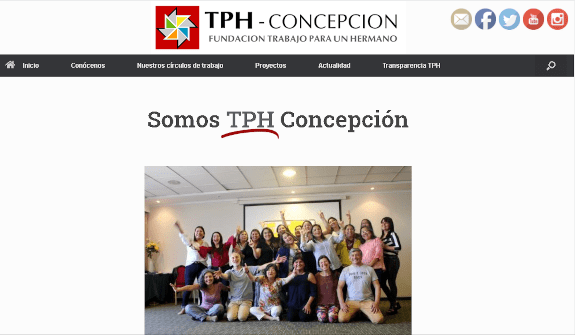 TPH - CONCEPCION
FUNDACION TRABAJO PARA UN HERMANO
Inicio Conócenos Nuestros círculos de trabajo Proyectos Actualidad Transparencia TPH
Somos TPH Concepción